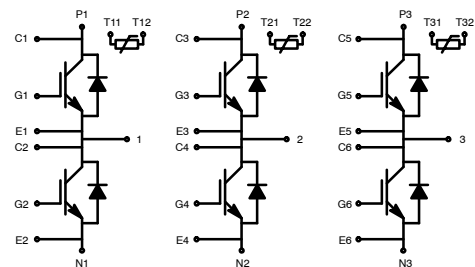 P1 T11 T12 P2 T21 T22 P3 T31 T32
C1 C3 C5
G1 G3 G5
E1 E3 E5
1 2 3
C2 C4 C6
G2 G4 G6
E2 E4 E6
N1 N2 N3